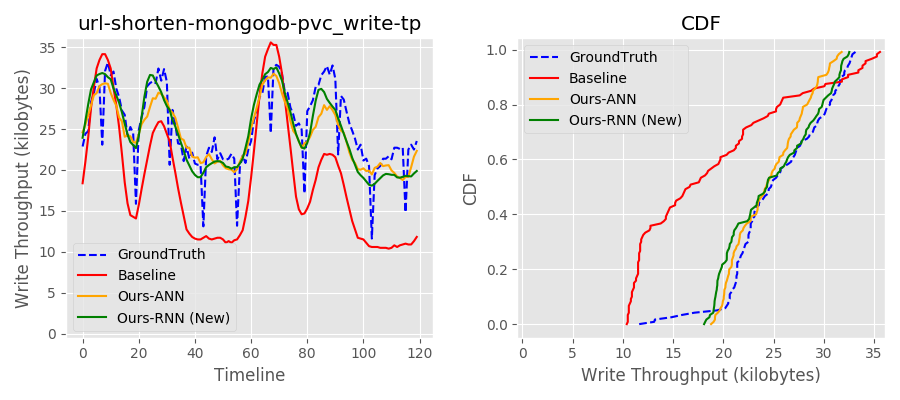 url-shorten-mongodb-pvc_write-tp
35
30
25
20
15
10
5
0
Write Throughput (kilobytes)
GroundTruth
Baseline
Ours-ANN
Ours-RNN (New)
0 20 40 60 80 100 120
Timeline
CDF
1.0
0.8
0.6
0.4
0.2
0.0
CDF
GroundTruth
Baseline
Ours-ANN
Ours-RNN (New)
0 5 10 15 20 25 30 35
Write Throughput (kilobytes)